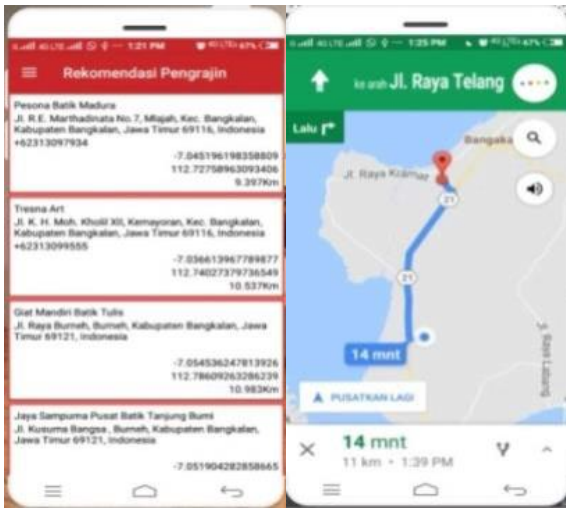 1:21 PM
Rekomendasi Pengrajin
Pesona Batik Madura
Jl. R.E. Marthadinata No.7, Mlajah, Kec. Bangkalan,
Kabupaten Bangkalan, Jawa Timur 69116, Indonesia
+62313097934
-7.045196198358809
112.72758963093406
9.397Km
Tresna Art
Jl. K. H. Moh. Kholil XII, Kemayoran, Kec. Bangkalan,
Kabupaten Bangkalan, Jawa Timur 69116, Indonesia
+62313099555
-7.036613967789877
112.74027379736549
10.537Km
Giat Mandiri Batik Tulis
Jl. Raya Burneh, Burneh, Kabupaten Bangkalan, Jawa
Timur 69121, Indonesia
-7.054536247813926
112.78609263286239
10.983Km
Jaya Sampurna Pusat Batik Tanjung Bumi
Jl. Kusuma Bangsa., Burneh, Kabupaten Bangkalan,
Jawa Timur 69121, Indonesia
-7.051904282858665
1:25 PM
ke arah Jl. Raya Telang
Lalu
Bangkala
Jl. Raya Kramat
21
21
Jl. Raya Labang
14 mnt
PUSATKAN LAGI
14 mnt
11 km • 1:39 PM